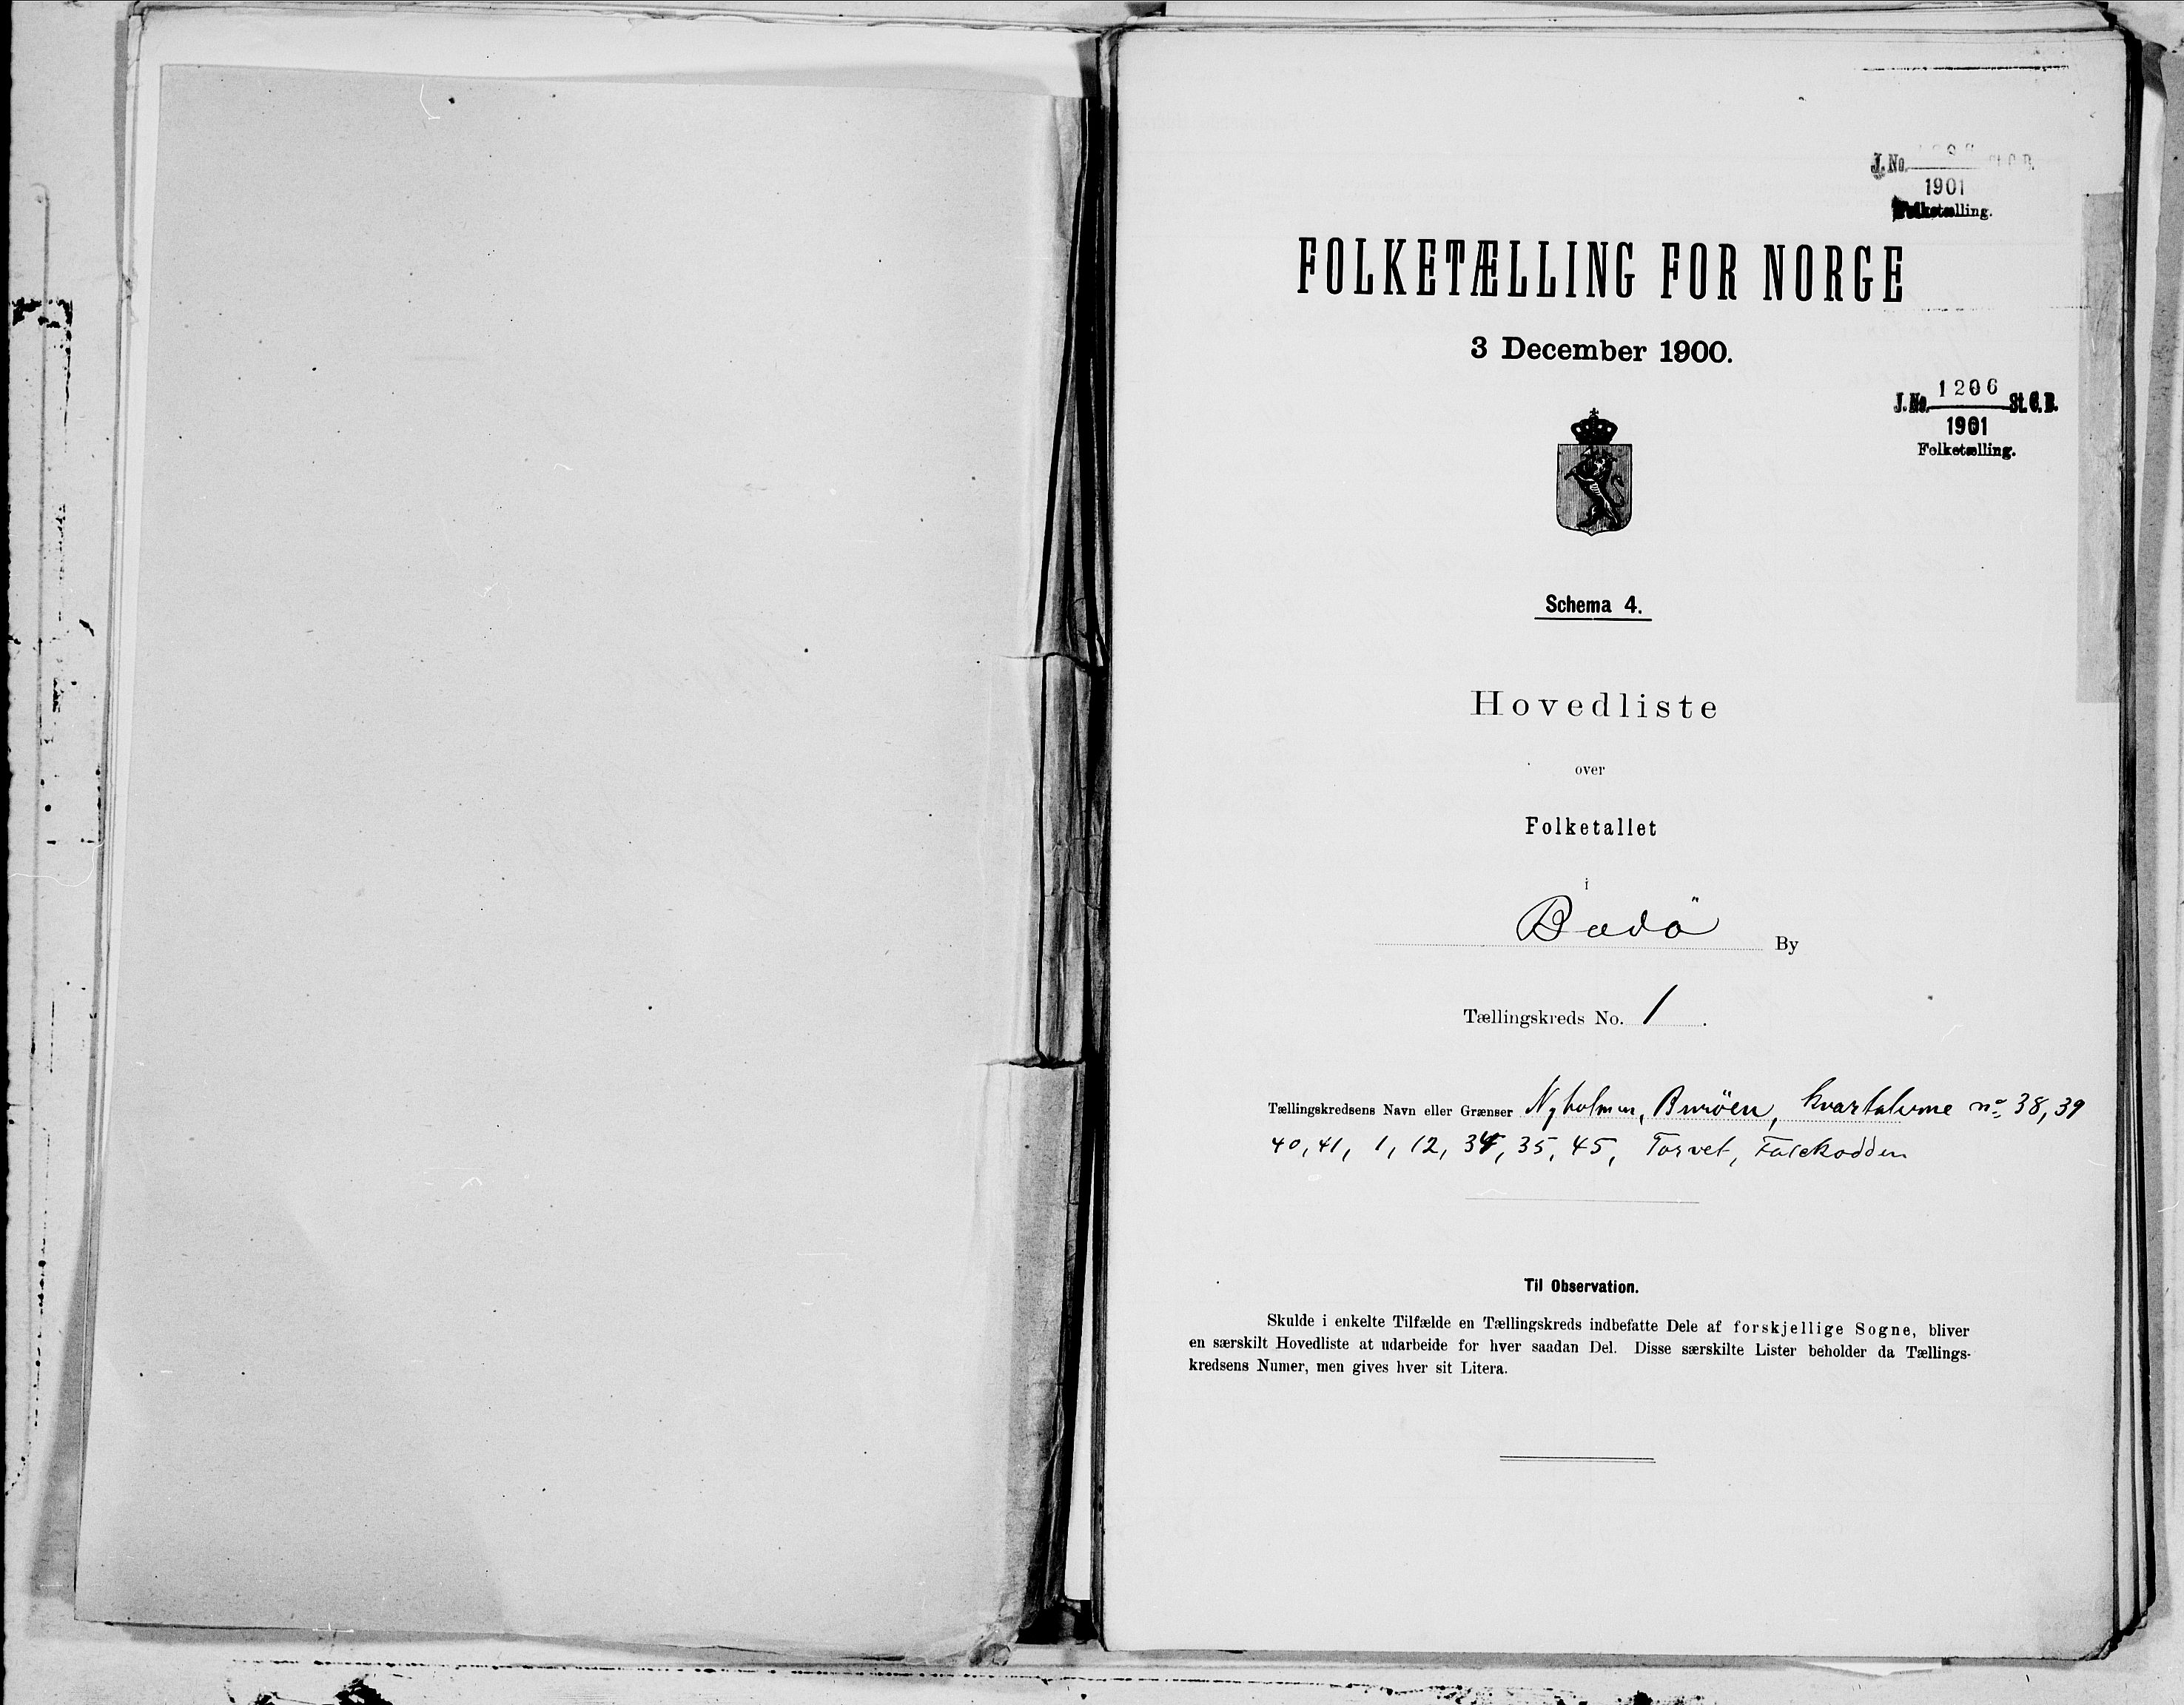 J. No.
1901
Folketælling.
FOLKETÆLLING FOR NORGE
3 December 1900.
J. No. 1206 St. C. B.
1901
Folketælling.
Schema 4.
Hovedliste
over
Folketallet
i
Bodö By
Tællingskreds No. 1.
Tællingskredsens Navn eller Grænser Nyholmen, Buröen, kvartalerne no. 38, 39
40, 41, 1, 12, 34, 35, 45, Torvet,
Til Observation.
Skulde i enkelte Tilfælde en Tællingskreds indbefatte Dele af forskjellige Sogne, bliver
en særskilt Hovedliste at udarbeide for hver saadan Del. Disse særskilte Lister beholder da Tællings-
kredsens Numer, men gives hver sit Litera.